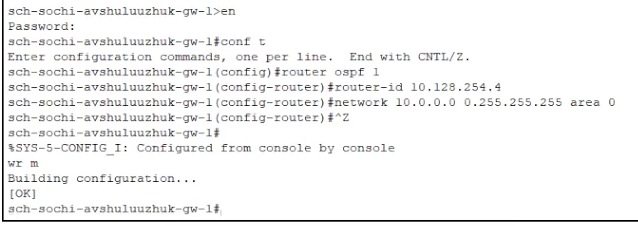 sch-sochi-avshuluuzhuk-gw-1>en
Password:
sch-sochi-avshuluuzhuk-gw-1#conf t
Enter configuration commands, one per line.  End with CNTL/Z.
sch-sochi-avshuluuzhuk-gw-1(config)#router ospf 1
sch-sochi-avshuluuzhuk-gw-1(config-router)#router-id 10.128.254.4
sch-sochi-avshuluuzhuk-gw-1(config-router)#network 10.0.0.0 0.255.255.255 area 0
sch-sochi-avshuluuzhuk-gw-1(config-router)#^Z
sch-sochi-avshuluuzhuk-gw-1#
%SYS-5-CONFIG_I: Configured from console by console
wr m
Building configuration...
[OK]
sch-sochi-avshuluuzhuk-gw-1#